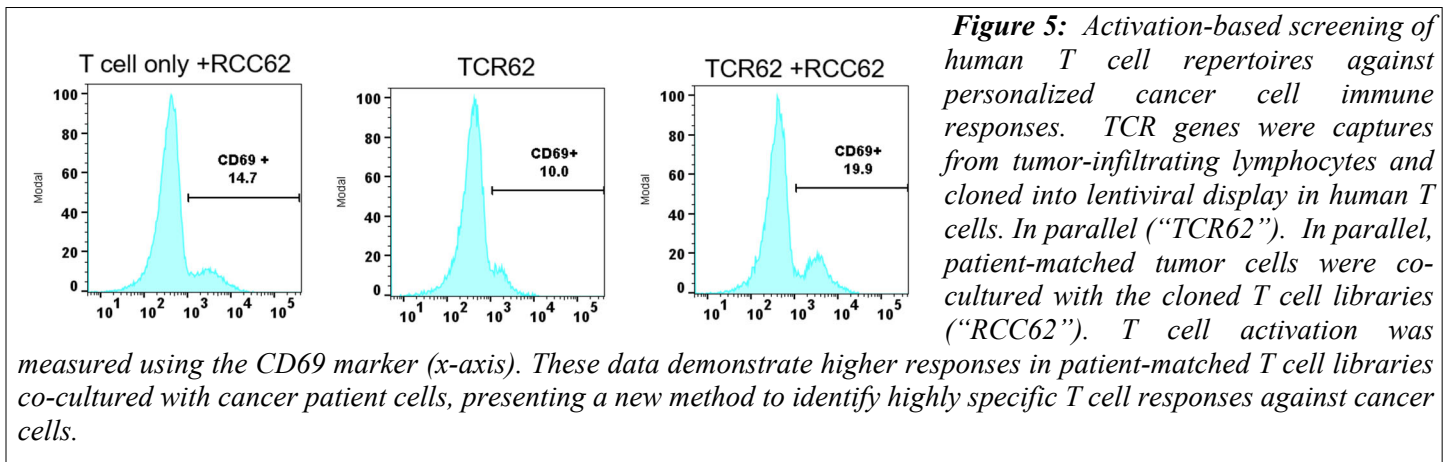 T cell only +RCC62
100
80
60
40
20
0
Modal
CD69 +
14.7
10¹ 10² 10³ 10⁴ 10⁵
TCR62
100
80
60
40
20
0
Modal
CD69+
10.0
10¹ 10² 10³ 10⁴ 10⁵
TCR62 +RCC62
100
80
60
40
20
0
Modal
CD69+
19.9
10¹ 10² 10³ 10⁴ 10⁵
Figure 5: Activation-based screening of
human T cell repertoires against
personalized cancer cell immune
responses. TCR genes were captures
from tumor-infiltrating lymphocytes and
cloned into lentiviral display in human T
cells. In parallel (“TCR62”). In parallel,
patient-matched tumor cells were co-
cultured with the cloned T cell libraries
(“RCC62”). T cell activation was
measured using the CD69 marker (x-axis). These data demonstrate higher responses in patient-matched T cell libraries
co-cultured with cancer patient cells, presenting a new method to identify highly specific T cell responses against cancer
cells.